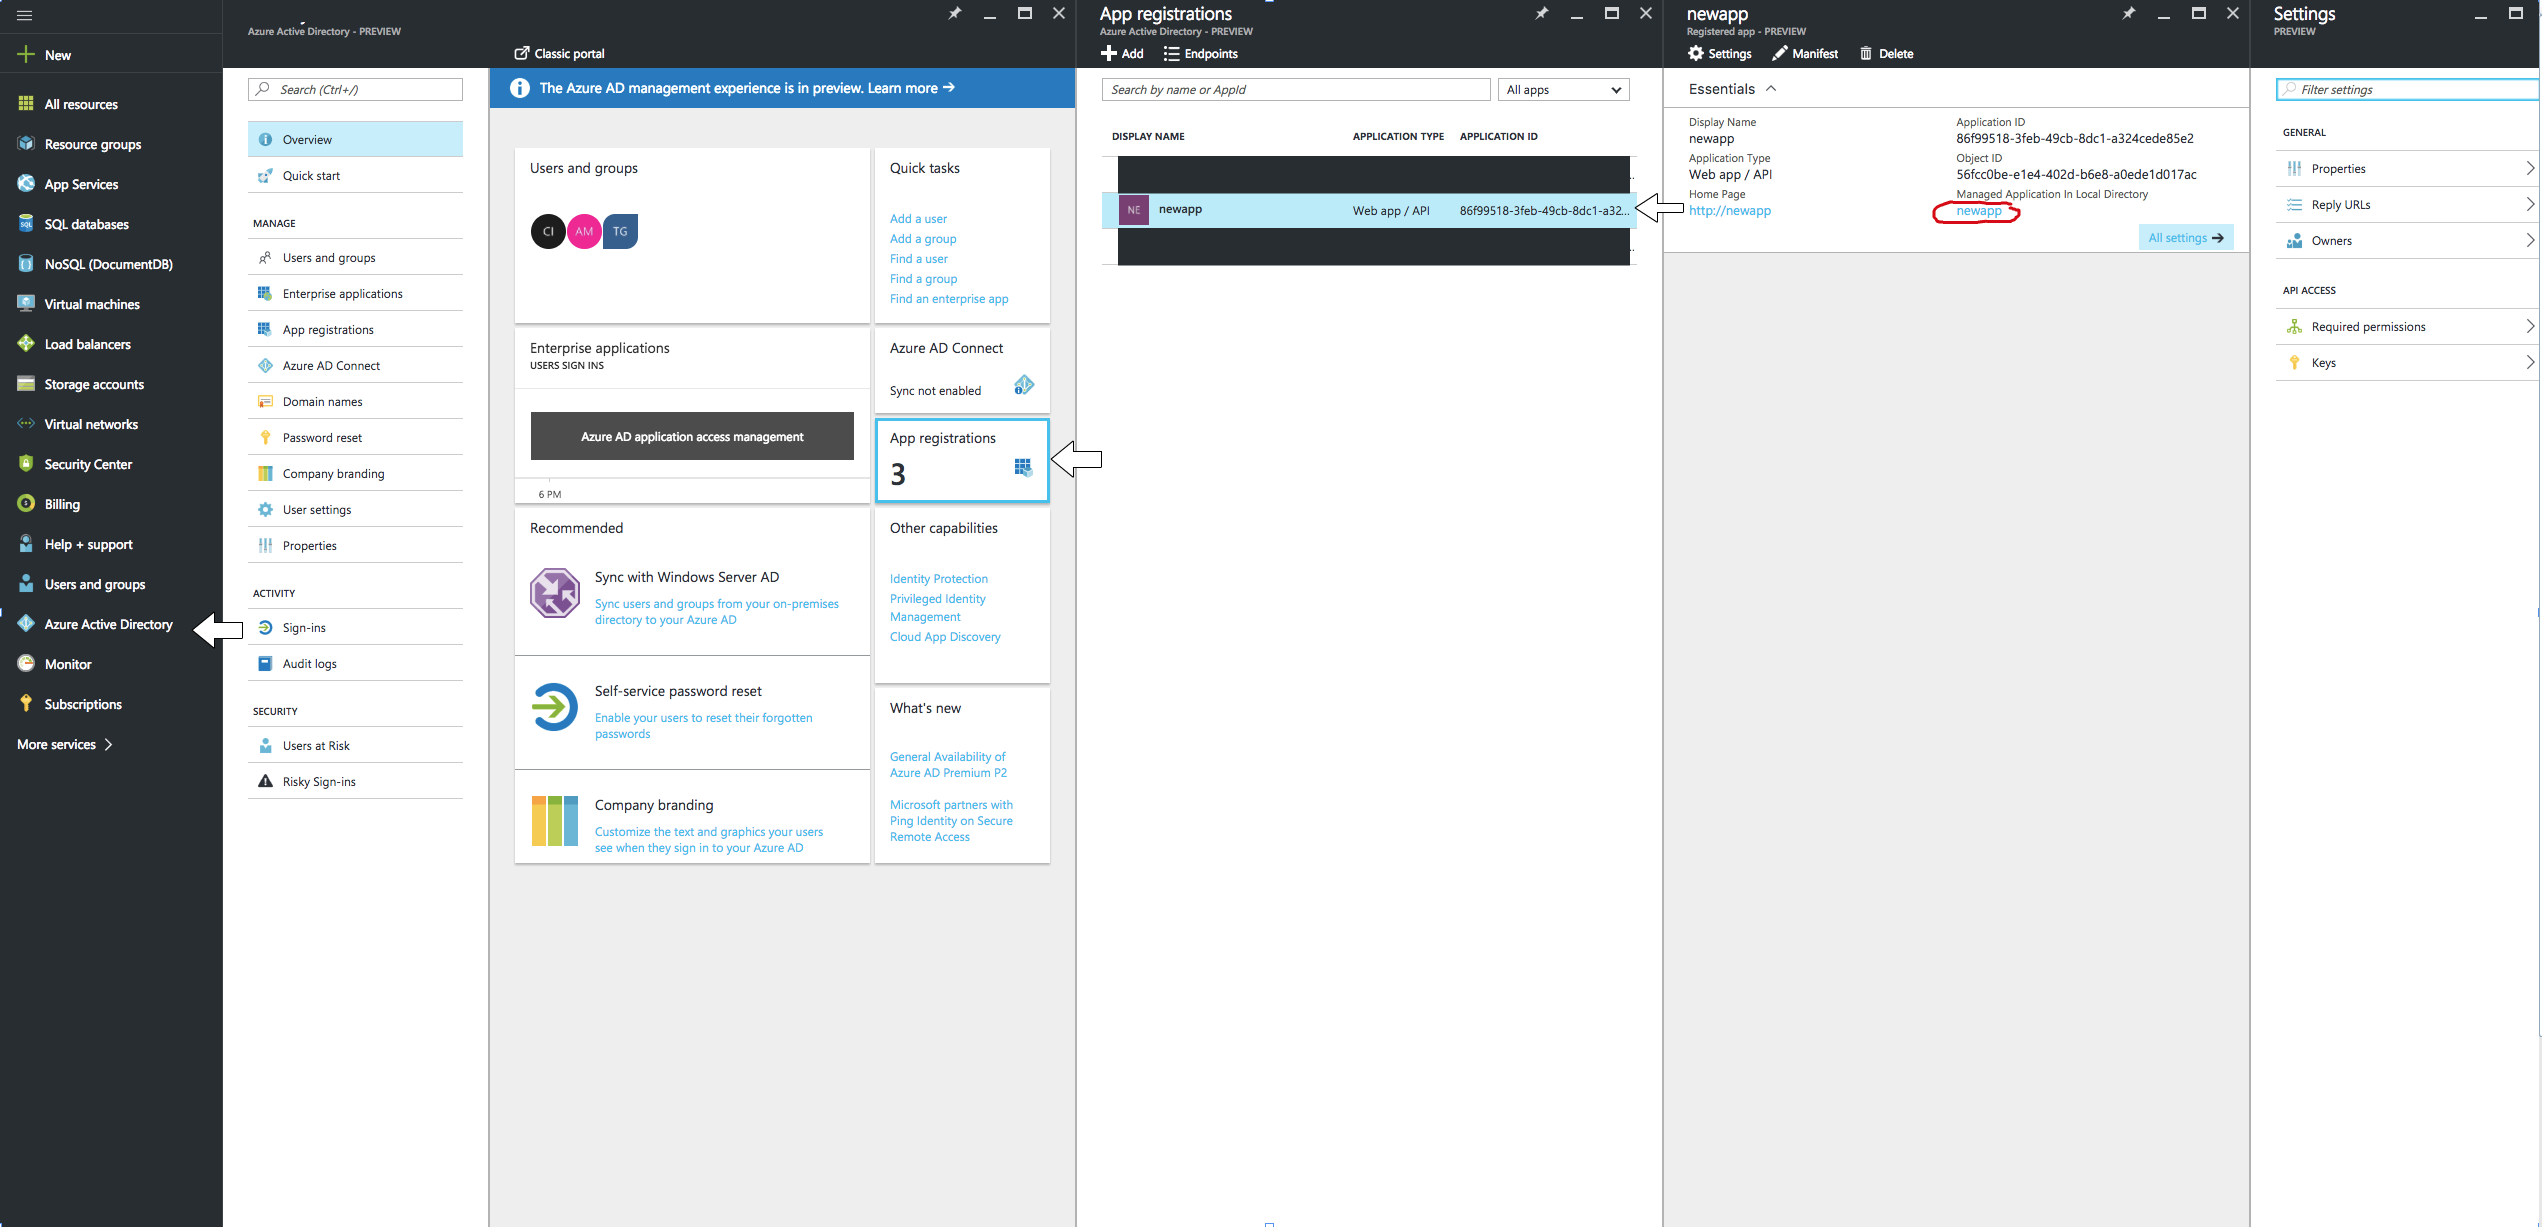 New
All resources
Resource groups
App Services
SQL databases
NoSQL (DocumentDB)
Virtual machines
Load balancers
Storage accounts
Virtual networks
Security Center
Billing
Help + support
Users and groups
Azure Active Directory
Monitor
Subscriptions
More services
Azure Active Directory - PREVIEW
Search (Ctrl+/)
Overview
Quick start
MANAGE
Users and groups
Enterprise applications
App registrations
Azure AD Connect
Domain names
Password reset
Company branding
User settings
Properties
ACTIVITY
Sign-ins
Audit logs
SECURITY
Users at Risk
Risky Sign-ins
Classic portal
The Azure AD management experience is in preview. Learn more →
Users and groups
CI AM TG
Enterprise applications
USERS SIGN INS
Azure AD application access management
6 PM
Recommended
Sync with Windows Server AD
Sync users and groups from your on-premises
directory to your Azure AD
Self-service password reset
Enable your users to reset their forgotten
passwords
Company branding
Customize the text and graphics your users
see when they sign in to your Azure AD
Quick tasks
Add a user
Add a group
Find a user
Find a group
Find an enterprise app
Azure AD Connect
Sync not enabled
App registrations
3
Other capabilities
Identity Protection
Privileged Identity
Management
Cloud App Discovery
What's new
General Availability of
Azure AD Premium P2
Microsoft partners with
Ping Identity on Secure
Remote Access
App registrations
Azure Active Directory - PREVIEW
Add Endpoints
Search by name or AppId All apps
DISPLAY NAME APPLICATION TYPE APPLICATION ID
NE newapp Web app / API 86f99518-3feb-49cb-8dc1-a32...
newapp
Registered app - PREVIEW
Settings Manifest Delete
Essentials
Display Name
newapp
Application Type
Web app / API
Home Page
http://newapp
Application ID
86f99518-3feb-49cb-8dc1-a324cede85e2
Object ID
56fcc0be-e1e4-402d-b6e8-a0ede1d017ac
Managed Application In Local Directory
newapp
All settings →
Settings
PREVIEW
Filter settings
GENERAL
Properties
Reply URLs
Owners
API ACCESS
Required permissions
Keys